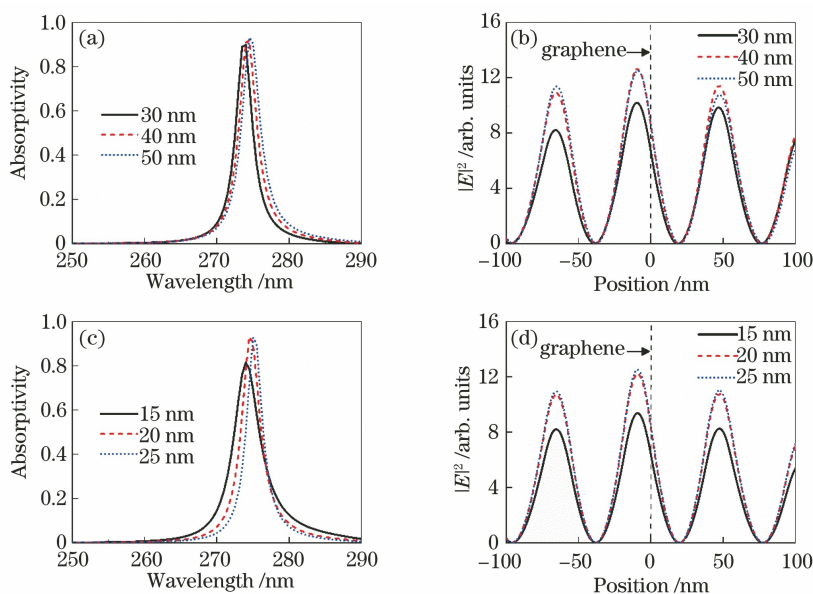 (a)
1.0
0.8
0.6
0.4
0.2
0
Absorptivity
30 nm
40 nm
50 nm
250 260 270 280 290
Wavelength /nm
(b)
16
12
8
4
0
|E|² /arb. units
graphene
30 nm
40 nm
50 nm
−100 −50 0 50 100
Position /nm
(c)
1.0
0.8
0.6
0.4
0.2
0
Absorptivity
15 nm
20 nm
25 nm
250 260 270 280 290
Wavelength /nm
(d)
16
12
8
4
0
|E|² /arb. units
graphene
15 nm
20 nm
25 nm
−100 −50 0 50 100
Position /nm